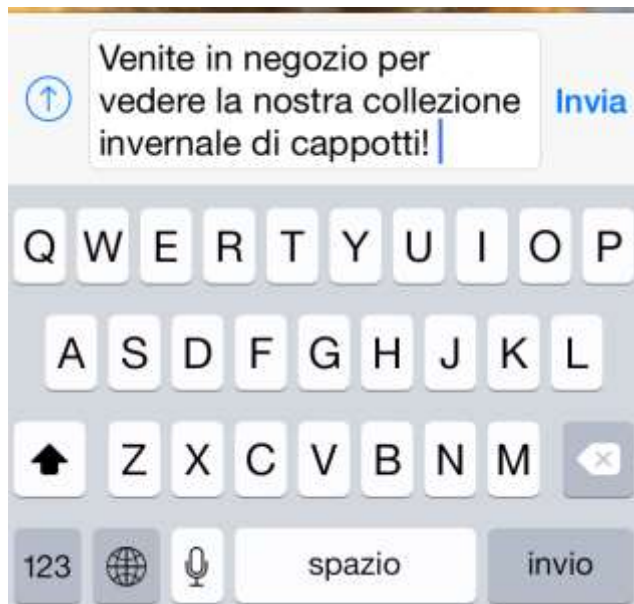 Venite in negozio per
vedere la nostra collezione
invernale di cappotti!
Invia
Q W E R T Y U I O P
A S D F G H J K L
Z X C V B N M
123 spazio invio